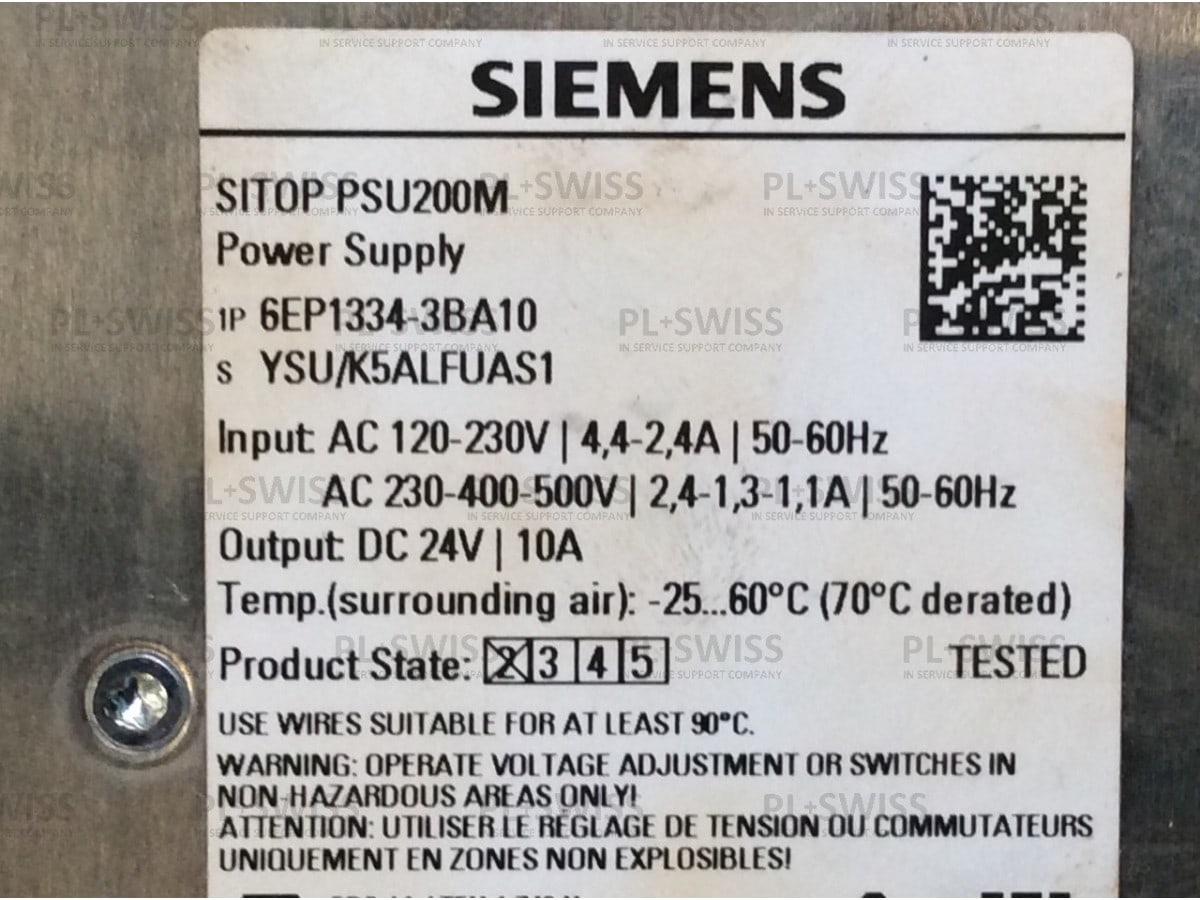 SIEMENS
SITOP PSU200M
Power Supply
1P 6EP1334-3BA10
S YSU/K5ALFUAS1
Input: AC 120-230V | 4,4-2,4A | 50-60Hz
AC 230-400-500V | 2,4-1,3-1,1A | 50-60Hz
Output: DC 24V | 10A
Temp.(surrounding air): -25...60°C (70°C derated)
Product State: X 3 4 5 TESTED
USE WIRES SUITABLE FOR AT LEAST 90°C.
WARNING: OPERATE VOLTAGE ADJUSTMENT OR SWITCHES IN
NON-HAZARDOUS AREAS ONLY!
ATTENTION: UTILISER LE RÉGLAGE DE TENSION OU COMMUTATEURS
UNIQUEMENT EN ZONES NON EXPLOSIBLES!
PL+SWISS
IN SERVICE SUPPORT COMPANY